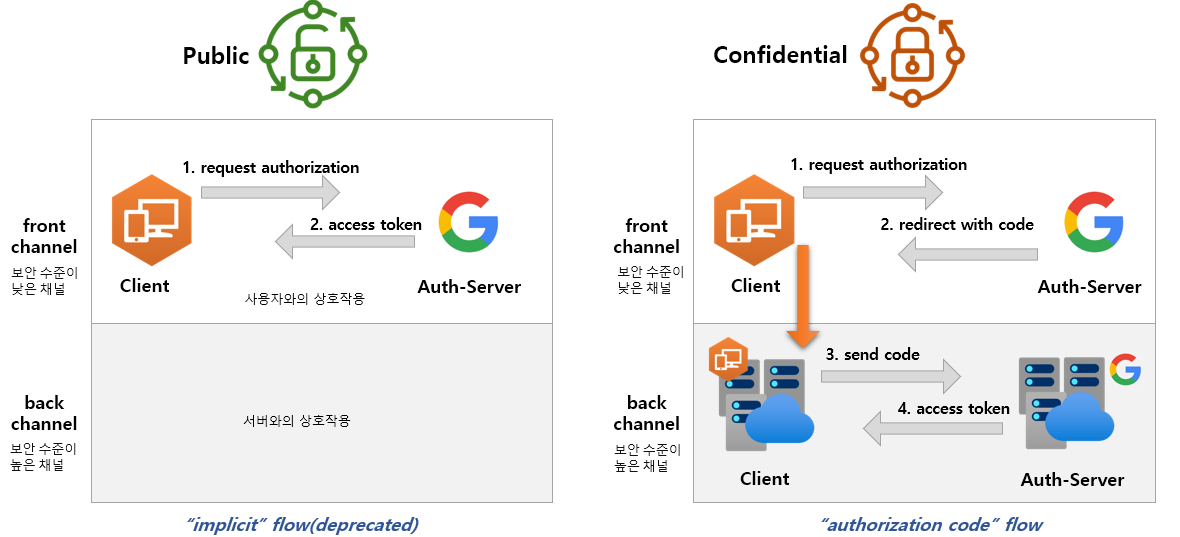 Public
1. request authorization
2. access token
front
channel
보안 수준이
낮은 채널
Client
Auth-Server
사용자와의 상호작용
back
channel
보안 수준이
높은 채널
서버와의 상호작용
“implicit” flow(deprecated)
Confidential
1. request authorization
2. redirect with code
front
channel
보안 수준이
낮은 채널
Client
Auth-Server
3. send code
4. access token
back
channel
보안 수준이
높은 채널
Client
Auth-Server
“authorization code” flow